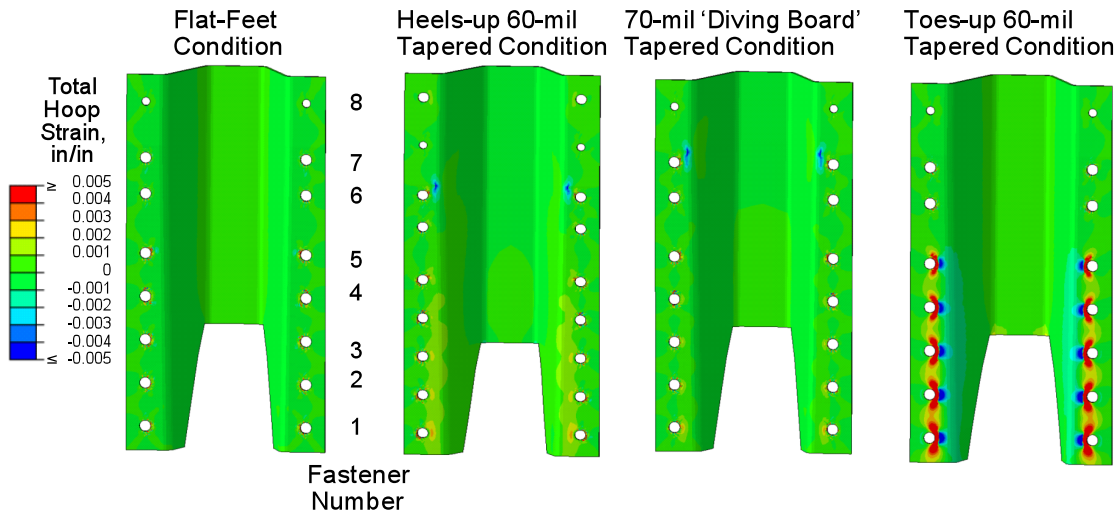 Flat-Feet
Condition
Heels-up 60-mil
Tapered Condition
70-mil ‘Diving Board’
Tapered Condition
Toes-up 60-mil
Tapered Condition
Total
Hoop
Strain,
in/in
≥ 0.005
0.004
0.003
0.002
0.001
0
-0.001
-0.002
-0.003
-0.004
≤ -0.005
8
7
6
5
4
3
2
1
Fastener
Number